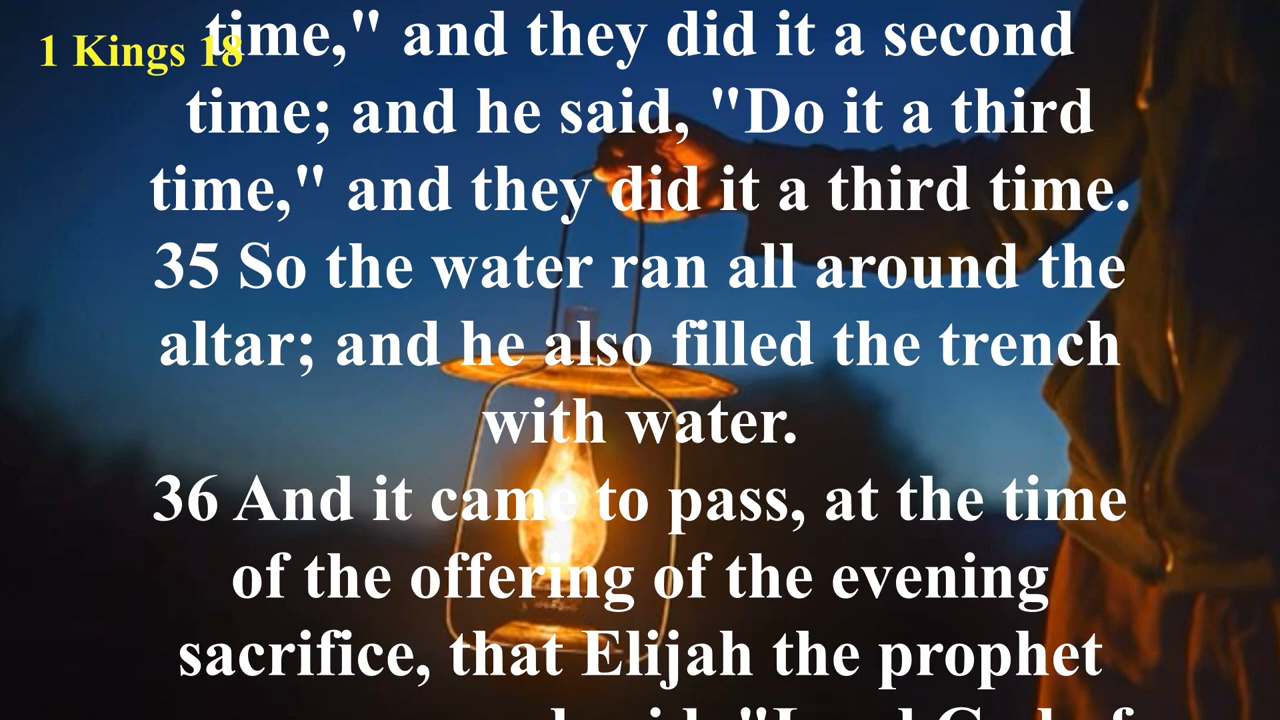 1 Kings 18
time," and they did it a second
time; and he said, "Do it a third
time," and they did it a third time.
35 So the water ran all around the
altar; and he also filled the trench
with water.
36 And it came to pass, at the time
of the offering of the evening
sacrifice, that Elijah the prophet